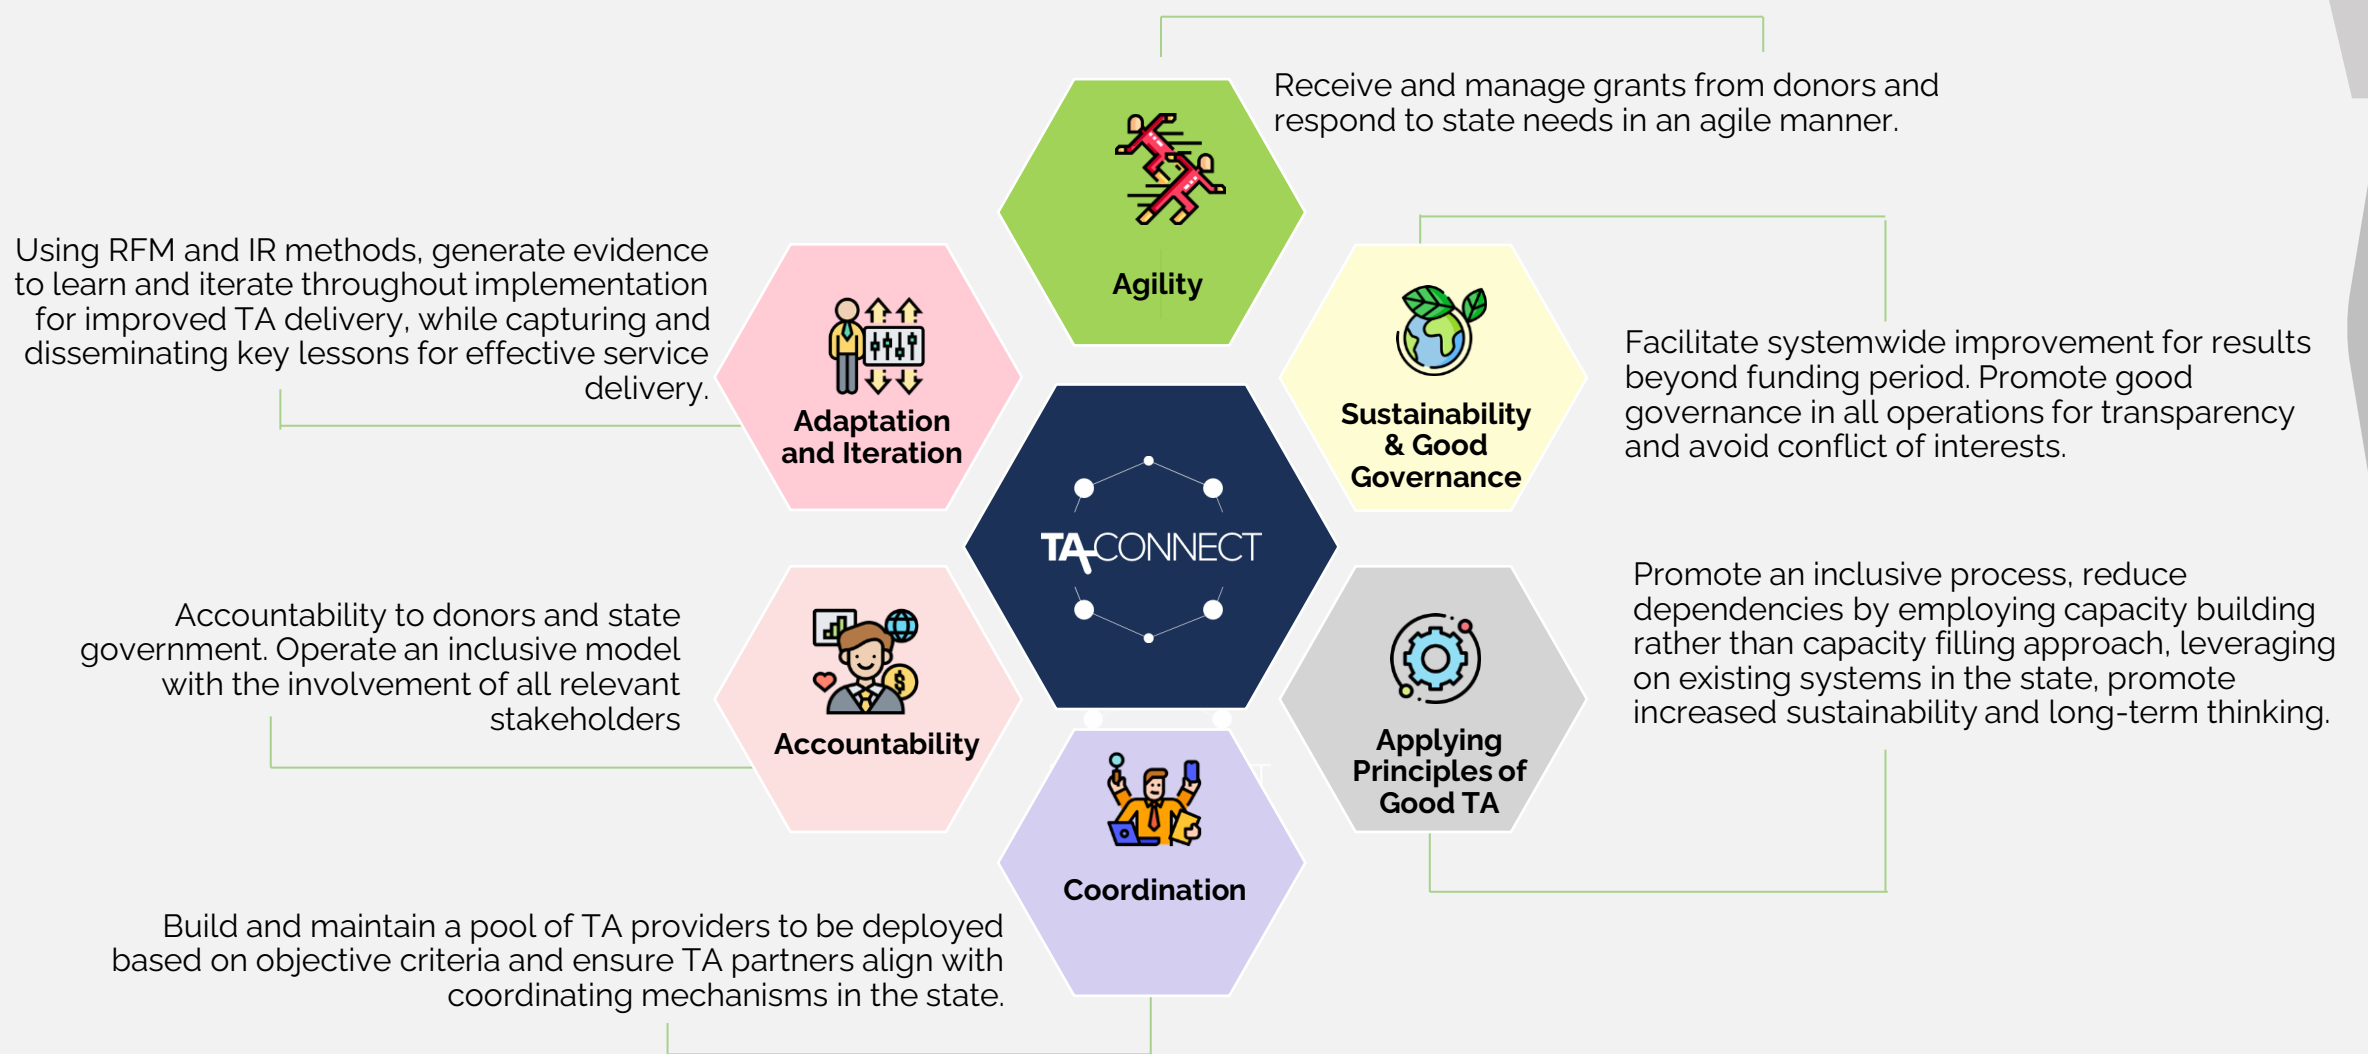 Receive and manage grants from donors and
respond to state needs in an agile manner.
Agility
Using RFM and IR methods, generate evidence
to learn and iterate throughout implementation
for improved TA delivery, while capturing and
disseminating key lessons for effective service
delivery.
Adaptation
and Iteration
Sustainability
& Good
Governance
Facilitate systemwide improvement for results
beyond funding period. Promote good
governance in all operations for transparency
and avoid conflict of interests.
TA CONNECT
Accountability to donors and state
government. Operate an inclusive model
with the involvement of all relevant
stakeholders
Accountability
Applying
Principles of
Good TA
Promote an inclusive process, reduce
dependencies by employing capacity building
rather than capacity filling approach, leveraging
on existing systems in the state, promote
increased sustainability and long-term thinking.
Coordination
Build and maintain a pool of TA providers to be deployed
based on objective criteria and ensure TA partners align with
coordinating mechanisms in the state.